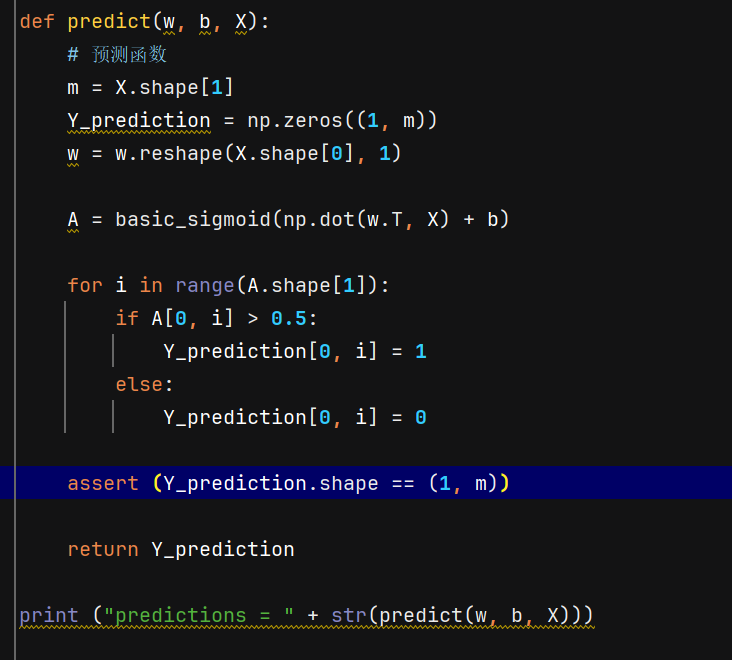 def predict(w, b, X):
    # 预测函数
    m = X.shape[1]
    Y_prediction = np.zeros((1, m))
    w = w.reshape(X.shape[0], 1)
    A = basic_sigmoid(np.dot(w.T, X) + b)
    for i in range(A.shape[1]):
        if A[0, i] > 0.5:
            Y_prediction[0, i] = 1
        else:
            Y_prediction[0, i] = 0
    assert (Y_prediction.shape == (1, m))
    return Y_prediction
print ("predictions = " + str(predict(w, b, X)))